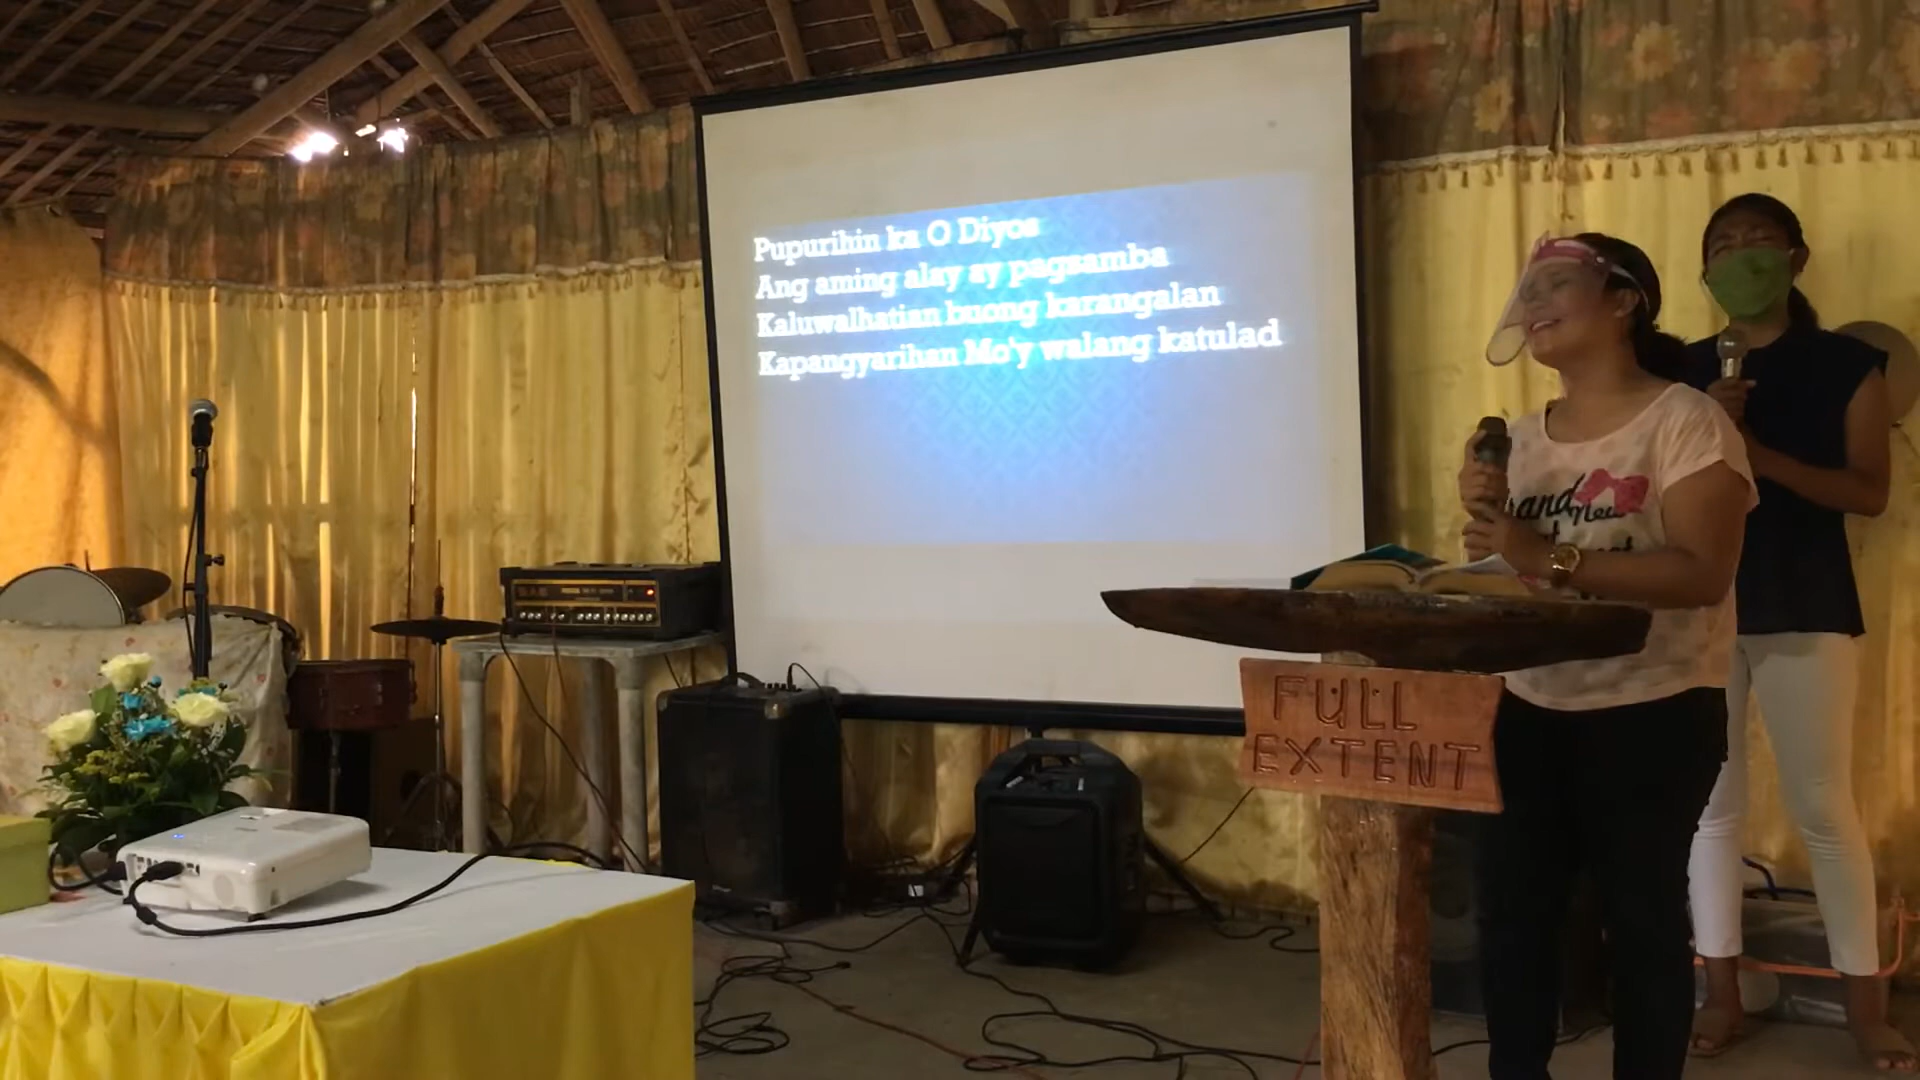 Pupurihin ka O Diyos
Ang aming alay ay pagsamba
Kaluwalhatian buong karangalan
Kapangyarihan Mo'y walang katulad
FULL
EXTENT